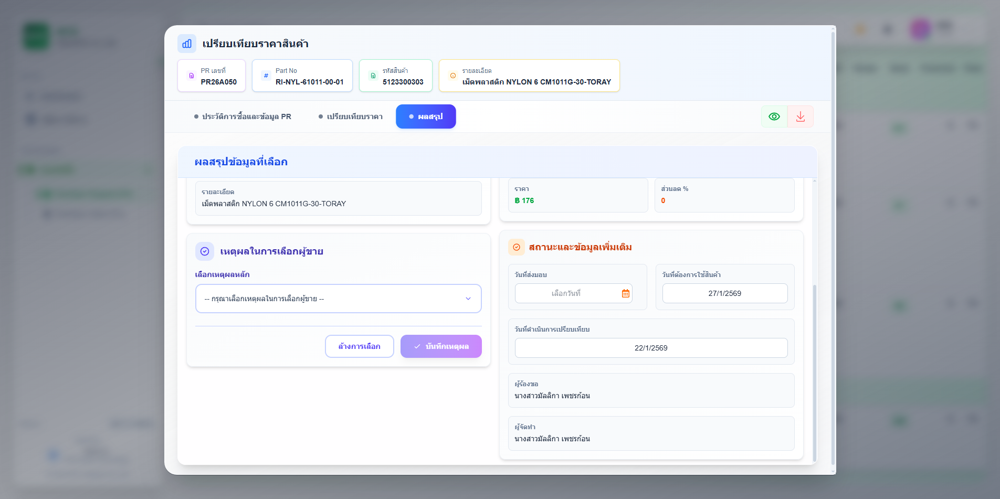 เปรียบเทียบราคาสินค้า
PR เลขที่
PR26A050
#
Part No
RI-NYL-61011-00-01
รหัสสินค้า
5123300303
รายละเอียด
เม็ดพลาสติก NYLON 6 CM1011G-30-TORAY
ประวัติการซื้อและข้อมูล PR
เปรียบเทียบราคา
ผลสรุป
ผลสรุปข้อมูลที่เลือก
รายละเอียด
เม็ดพลาสติก NYLON 6 CM1011G-30-TORAY
ราคา
฿ 176
ส่วนลด %
0
เหตุผลในการเลือกผู้ขาย
เลือกเหตุผลหลัก
-- กรุณาเลือกเหตุผลในการเลือกผู้ขาย --
ล้างการเลือก
บันทึกเหตุผล
สถานะและข้อมูลเพิ่มเติม
วันที่ส่งมอบ
เลือกวันที่
วันที่ต้องการใช้สินค้า
27/1/2569
วันที่ดำเนินการเปรียบเทียบ
22/1/2569
ผู้ร้องขอ
นางสาวมัลลิกา เพชรก้อน
ผู้จัดทำ
นางสาวมัลลิกา เพชรก้อน